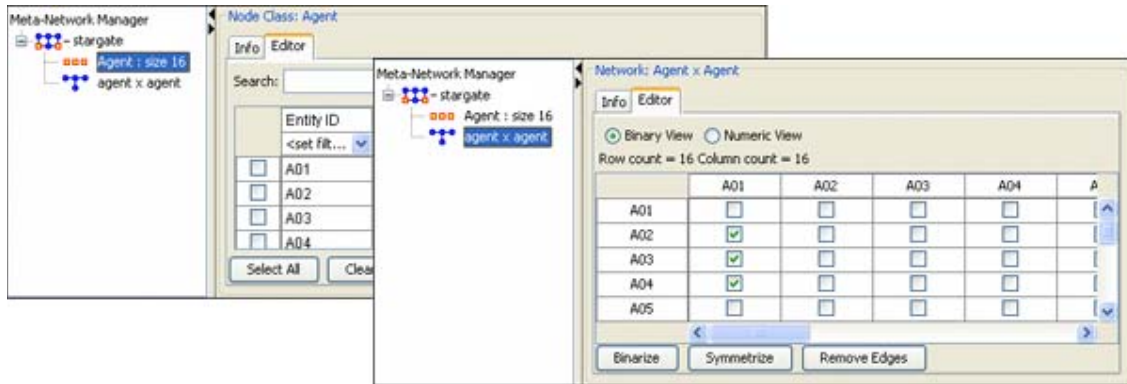 Meta-Network Manager
- stargate
Agent : size 16
agent x agent
Node Class: Agent
Info Editor
Search:
Entity ID
<set filt...
A01
A02
A03
A04
Select All
Meta-Network Manager
- stargate
Agent : size 16
agent x agent
Network: Agent x Agent
Info Editor
Binary View Numeric View
Row count = 16 Column count = 16
A01 A02 A03 A04
A01
A02
A03
A04
A05
Binarize Symmetrize Remove Edges